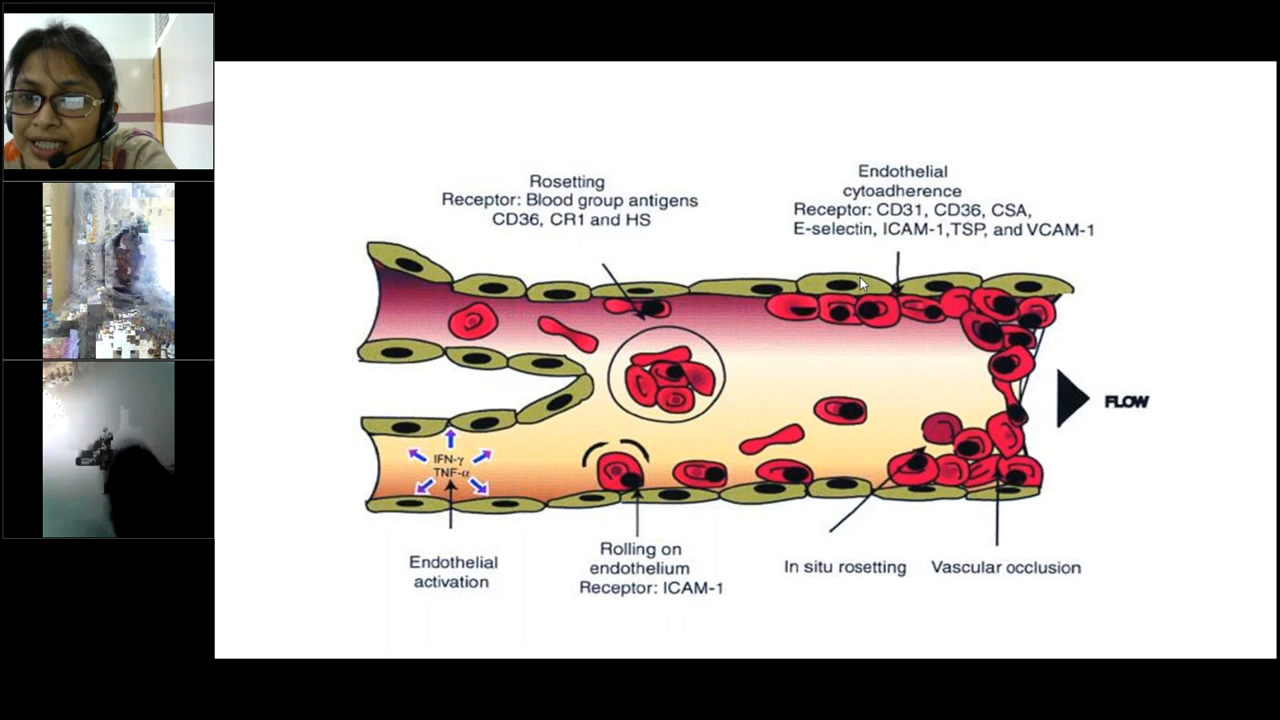 Rosetting
Receptor: Blood group antigens
CD36, CR1 and HS
Endothelial
cytoadherence
Receptor: CD31, CD36, CSA,
E-selectin, ICAM-1,TSP, and VCAM-1
FLOW
IFN-γ
TNF-α
Endothelial
activation
Rolling on
endothelium
Receptor: ICAM-1
In situ rosetting
Vascular occlusion